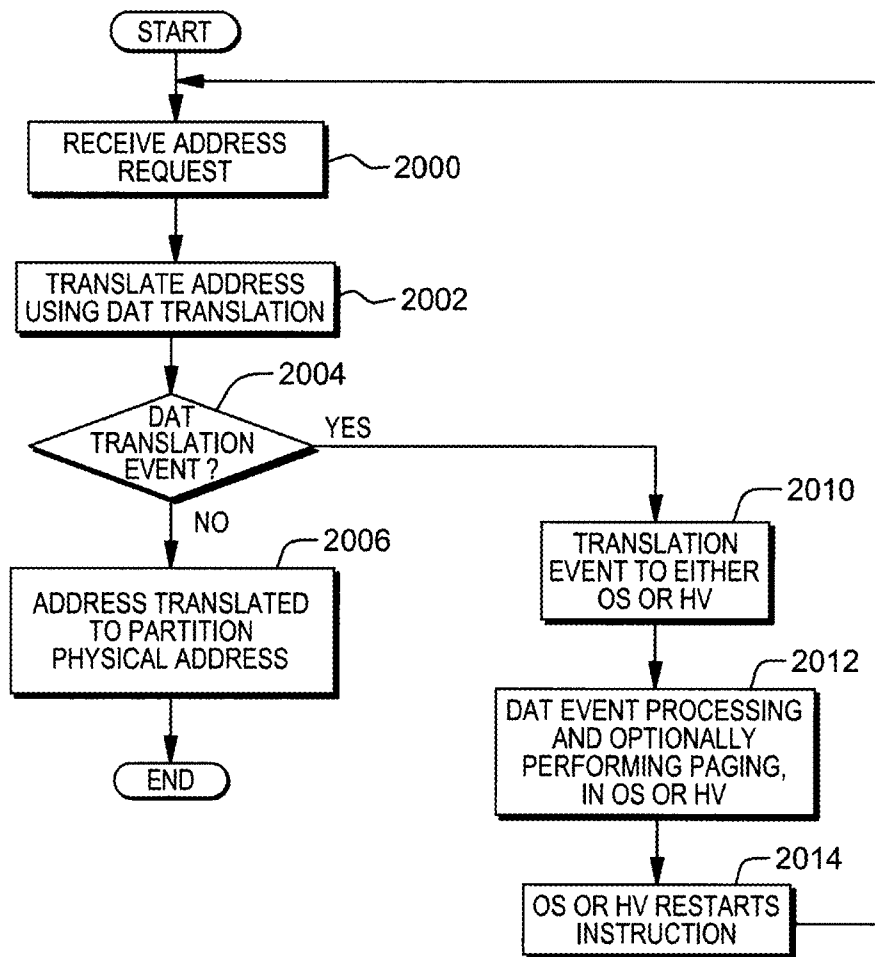 START
RECEIVE ADDRESS
REQUEST
2000
TRANSLATE ADDRESS
USING DAT TRANSLATION
2002
2004
DAT
TRANSLATION
EVENT ?
YES
NO
2006
ADDRESS TRANSLATED
TO PARTITION
PHYSICAL ADDRESS
END
2010
TRANSLATION
EVENT TO EITHER
OS OR HV
2012
DAT EVENT PROCESSING
AND OPTIONALLY
PERFORMING PAGING,
IN OS OR HV
2014
OS OR HV RESTARTS
INSTRUCTION